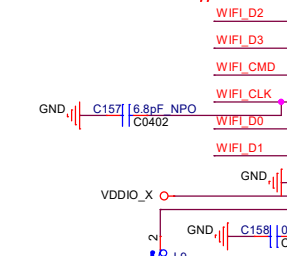 WIFI_D2
WIFI_D3
WIFI_CMD
WIFI_CLK
GND
C157
6.8pF_NPO
C0402
WIFI_D0
WIFI_D1
GND
VDDIO_X
GND
C158
2